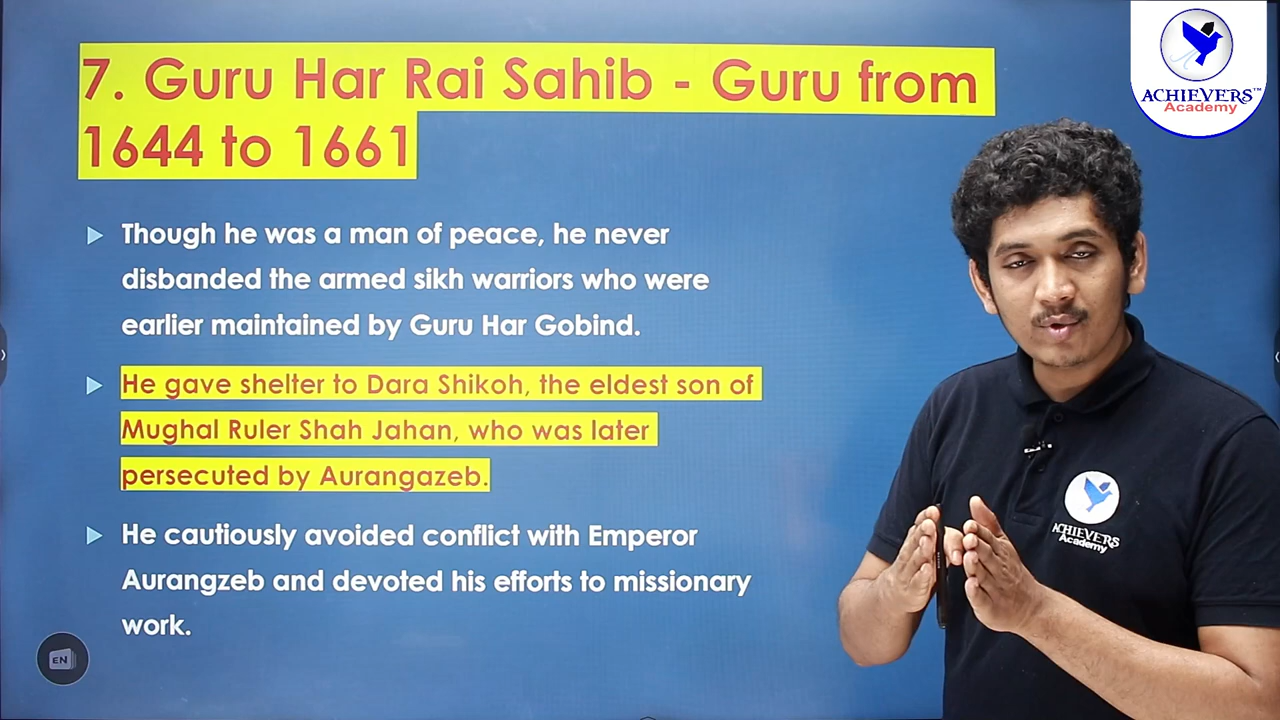 7. Guru Har Rai Sahib - Guru from
1644 to 1661
Though he was a man of peace, he never
disbanded the armed sikh warriors who were
earlier maintained by Guru Har Gobind.
He gave shelter to Dara Shikoh, the eldest son of
Mughal Ruler Shah Jahan, who was later
persecuted by Aurangazeb.
He cautiously avoided conflict with Emperor
Aurangzeb and devoted his efforts to missionary
work.
EN
ACHIEVERS™
Academy
ACHIEVERS
Academy